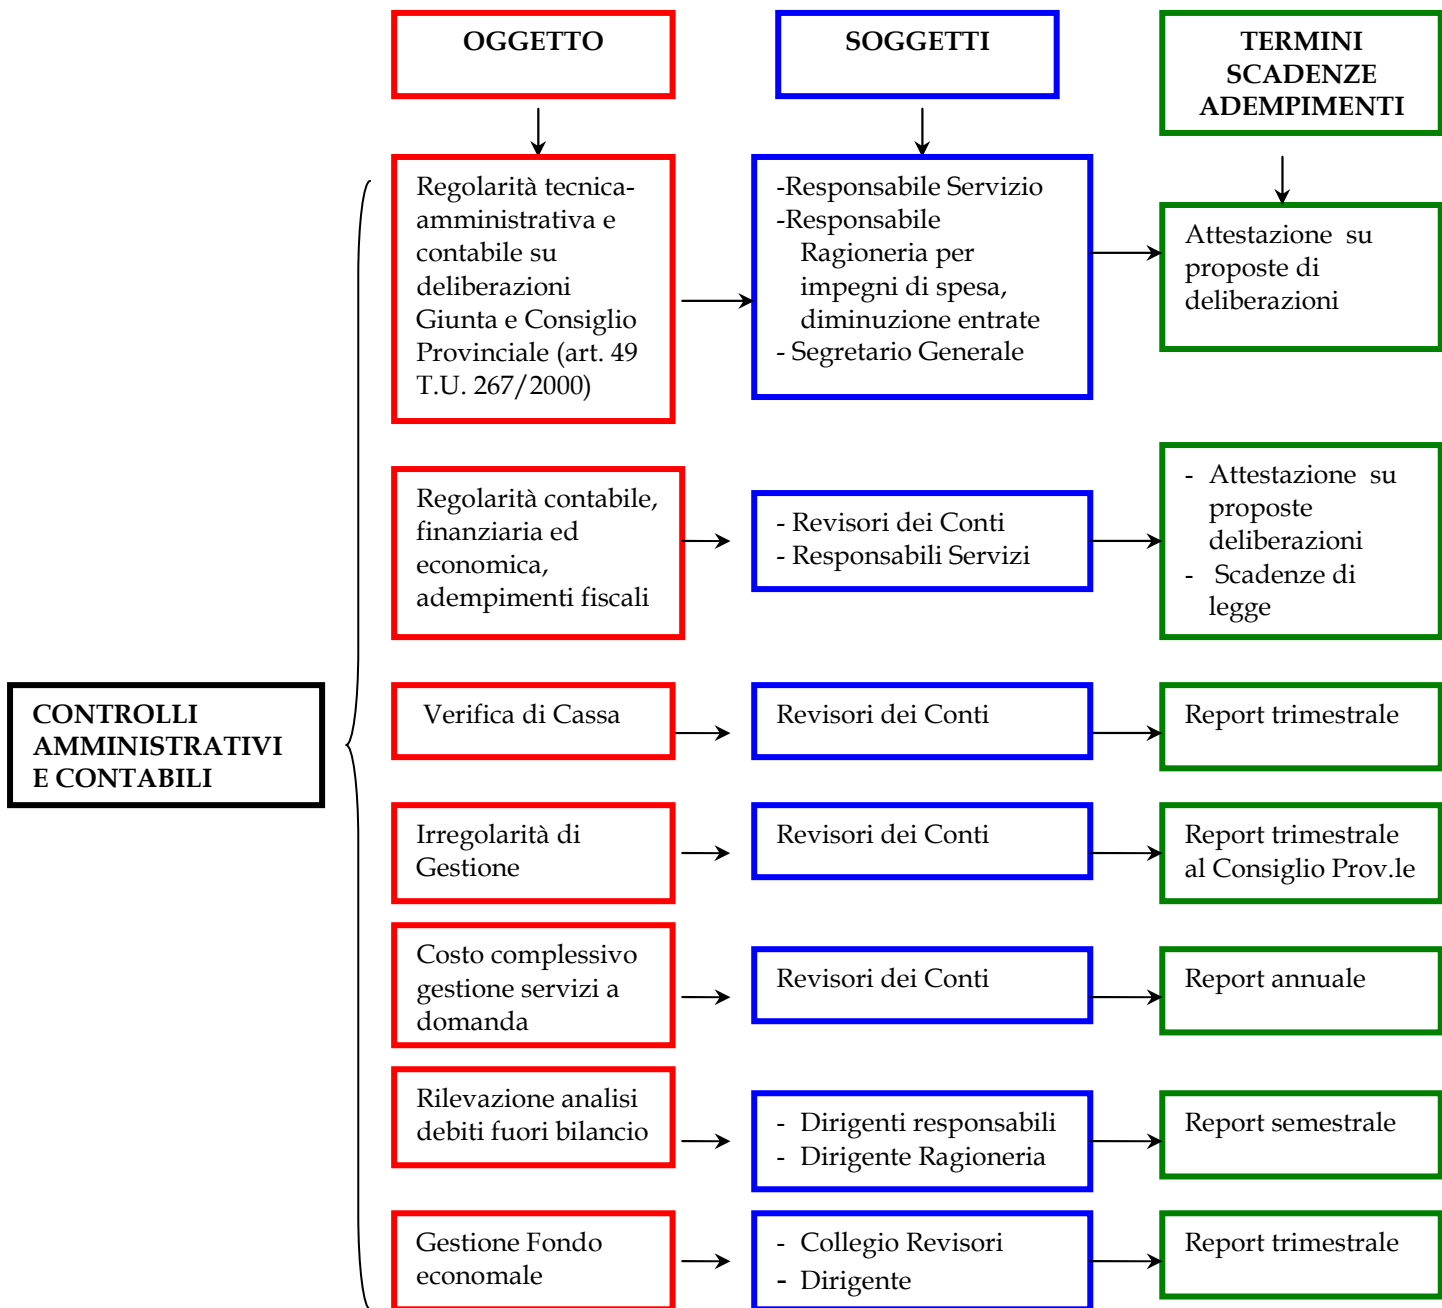 OGGETTO
SOGGETTI
TERMINI
SCADENZE
ADEMPIMENTI
Regolarità tecnica-
amministrativa e
contabile su
deliberazioni
Giunta e Consiglio
Provinciale (art. 49
T.U. 267/2000)
-Responsabile Servizio
-Responsabile
Ragioneria per
impegni di spesa,
diminuzione entrate
- Segretario Generale
Attestazione su
proposte di
deliberazioni
Regolarità contabile,
finanziaria ed
economica,
adempimenti fiscali
- Revisori dei Conti
- Responsabili Servizi
- Attestazione su
proposte
deliberazioni
- Scadenze di
legge
CONTROLLI
AMMINISTRATIVI
E CONTABILI
Verifica di Cassa
Revisori dei Conti
Report trimestrale
Irregolarità di
Gestione
Revisori dei Conti
Report trimestrale
al Consiglio Prov.le
Costo complessivo
gestione servizi a
domanda
Revisori dei Conti
Report annuale
Rilevazione analisi
debiti fuori bilancio
- Dirigenti responsabili
- Dirigente Ragioneria
Report semestrale
Gestione Fondo
economale
- Collegio Revisori
- Dirigente
Report trimestrale